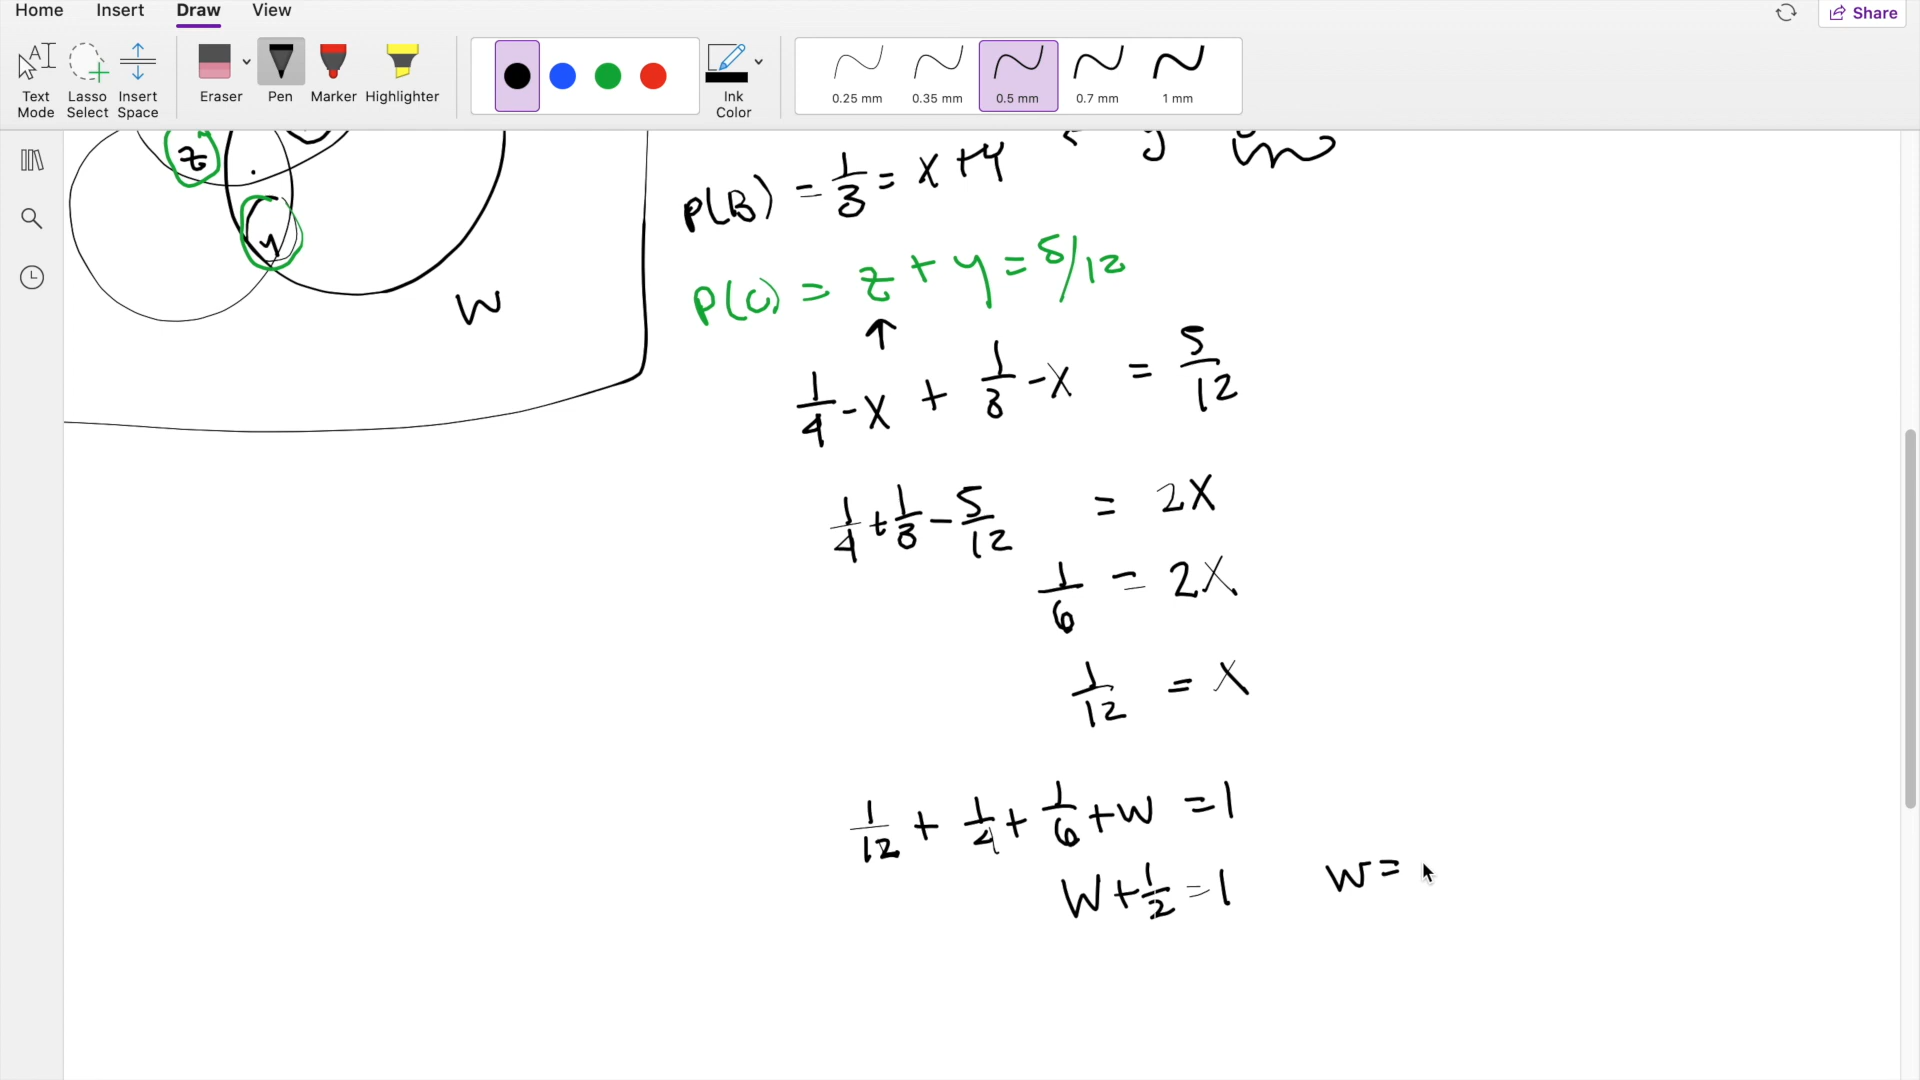 Home Insert Draw View
Share
Text Mode
Lasso Select
Insert Space
Eraser
Pen
Marker
Highlighter
Ink Color
0.25 mm
0.35 mm
0.5 mm
0.7 mm
1 mm
z
y
W
P(B) = 1/3 = x + y
P(C) = z + y = 5/12
↑
1/4 - x + 1/3 - x = 5/12
1/4 + 1/3 - 5/12 = 2x
1/6 = 2x
1/12 = x
1/12 + 1/4 + 1/6 + w = 1
W + 1/2 = 1 W =